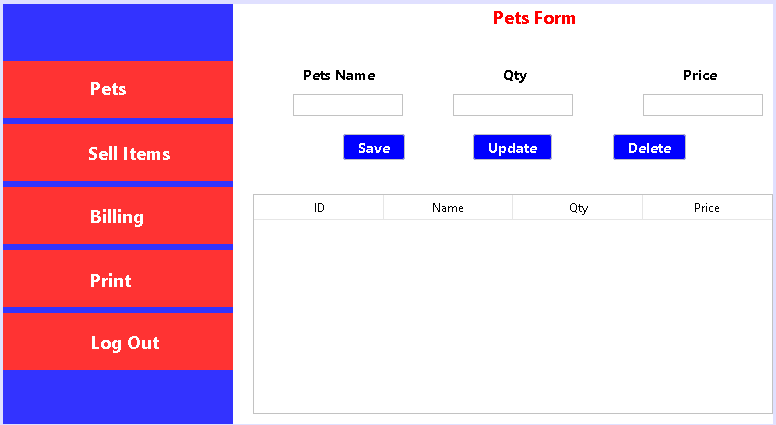 Pets
Sell Items
Billing
Print
Log Out
Pets Form
Pets Name Qty Price
Save Update Delete
ID Name Qty Price